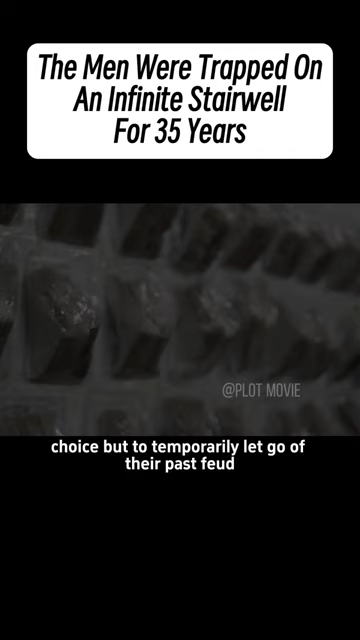 The Men Were Trapped On
An Infinite Stairwell
For 35 Years
@PLOT MOVIE
choice but to temporarily let go of
their past feud